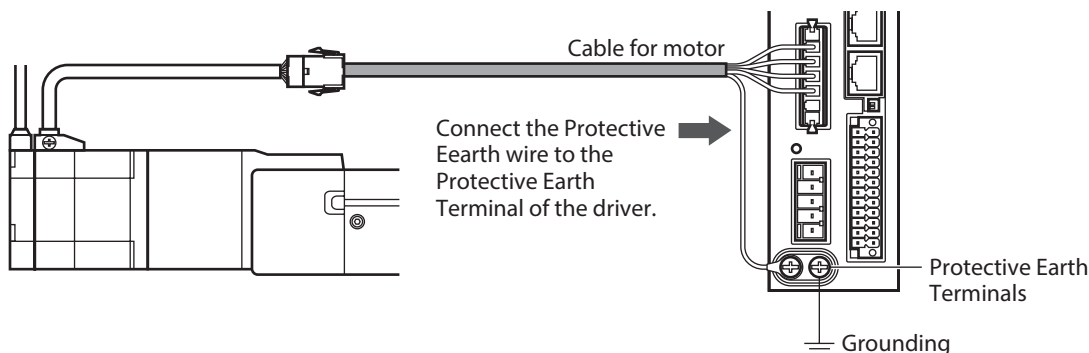 Cable for motor
Connect the Protective
Eearth wire to the
Protective Earth
Terminal of the driver.
Protective Earth
Terminals
Grounding